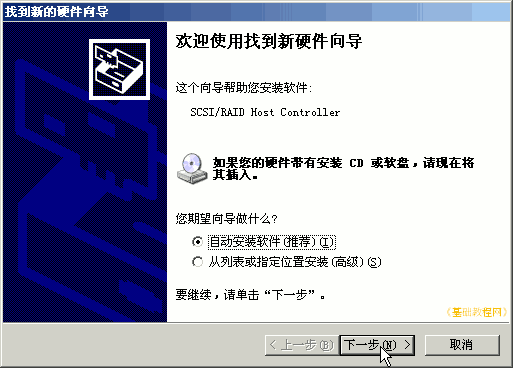 找到新的硬件向导
欢迎使用找到新硬件向导
这个向导帮助您安装软件:
SCSI/RAID Host Controller
如果您的硬件带有安装 CD 或软盘，请现在将
其插入。
您期望向导做什么?
自动安装软件(推荐)(I)
从列表或指定位置安装(高级)(S)
要继续，请单击“下一步”。
(基础教程网)
< 上一步(B) 下一步(N) > 取消